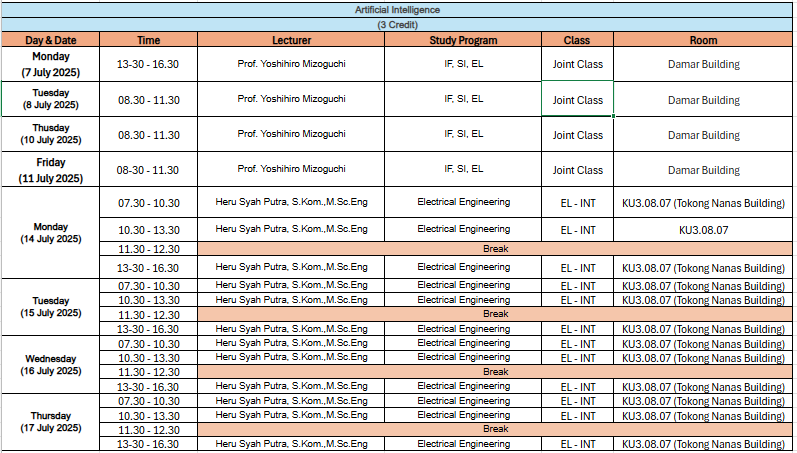 Artificial Intelligence
(3 Credit)
Day & Date Time Lecturer Study Program Class Room
Monday
(7 July 2025) 13-30 - 16.30 Prof. Yoshihiro Mizoguchi IF, SI, EL Joint Class Damar Building
Tuesday
(8 July 2025) 08.30 - 11.30 Prof. Yoshihiro Mizoguchi IF, SI, EL Joint Class Damar Building
Thusday
(10 July 2025) 08.30 - 11.30 Prof. Yoshihiro Mizoguchi IF, SI, EL Joint Class Damar Building
Friday
(11 July 2025) 08-30 - 11.30 Prof. Yoshihiro Mizoguchi IF, SI, EL Joint Class Damar Building
Monday
(14 July 2025)
07.30 - 10.30 Heru Syah Putra, S.Kom.,M.Sc.Eng Electrical Engineering EL - INT KU3.08.07 (Tokong Nanas Building)
10.30 - 13.30 Heru Syah Putra, S.Kom.,M.Sc.Eng Electrical Engineering EL - INT KU3.08.07
11.30 - 12.30 Break
13-30 - 16.30 Heru Syah Putra, S.Kom.,M.Sc.Eng Electrical Engineering EL - INT KU3.08.07 (Tokong Nanas Building)
Tuesday
(15 July 2025)
07.30 - 10.30 Heru Syah Putra, S.Kom.,M.Sc.Eng Electrical Engineering EL - INT KU3.08.07 (Tokong Nanas Building)
10.30 - 13.30 Heru Syah Putra, S.Kom.,M.Sc.Eng Electrical Engineering EL - INT KU3.08.07 (Tokong Nanas Building)
11.30 - 12.30 Break
13-30 - 16.30 Heru Syah Putra, S.Kom.,M.Sc.Eng Electrical Engineering EL - INT KU3.08.07 (Tokong Nanas Building)
Wednesday
(16 July 2025)
07.30 - 10.30 Heru Syah Putra, S.Kom.,M.Sc.Eng Electrical Engineering EL - INT KU3.08.07 (Tokong Nanas Building)
10.30 - 13.30 Heru Syah Putra, S.Kom.,M.Sc.Eng Electrical Engineering EL - INT KU3.08.07 (Tokong Nanas Building)
11.30 - 12.30 Break
13-30 - 16.30 Heru Syah Putra, S.Kom.,M.Sc.Eng Electrical Engineering EL - INT KU3.08.07 (Tokong Nanas Building)
Thursday
(17 July 2025)
07.30 - 10.30 Heru Syah Putra, S.Kom.,M.Sc.Eng Electrical Engineering EL - INT KU3.08.07 (Tokong Nanas Building)
10.30 - 13.30 Heru Syah Putra, S.Kom.,M.Sc.Eng Electrical Engineering EL - INT KU3.08.07 (Tokong Nanas Building)
11.30 - 12.30 Break
13-30 - 16.30 Heru Syah Putra, S.Kom.,M.Sc.Eng Electrical Engineering EL - INT KU3.08.07 (Tokong Nanas Building)